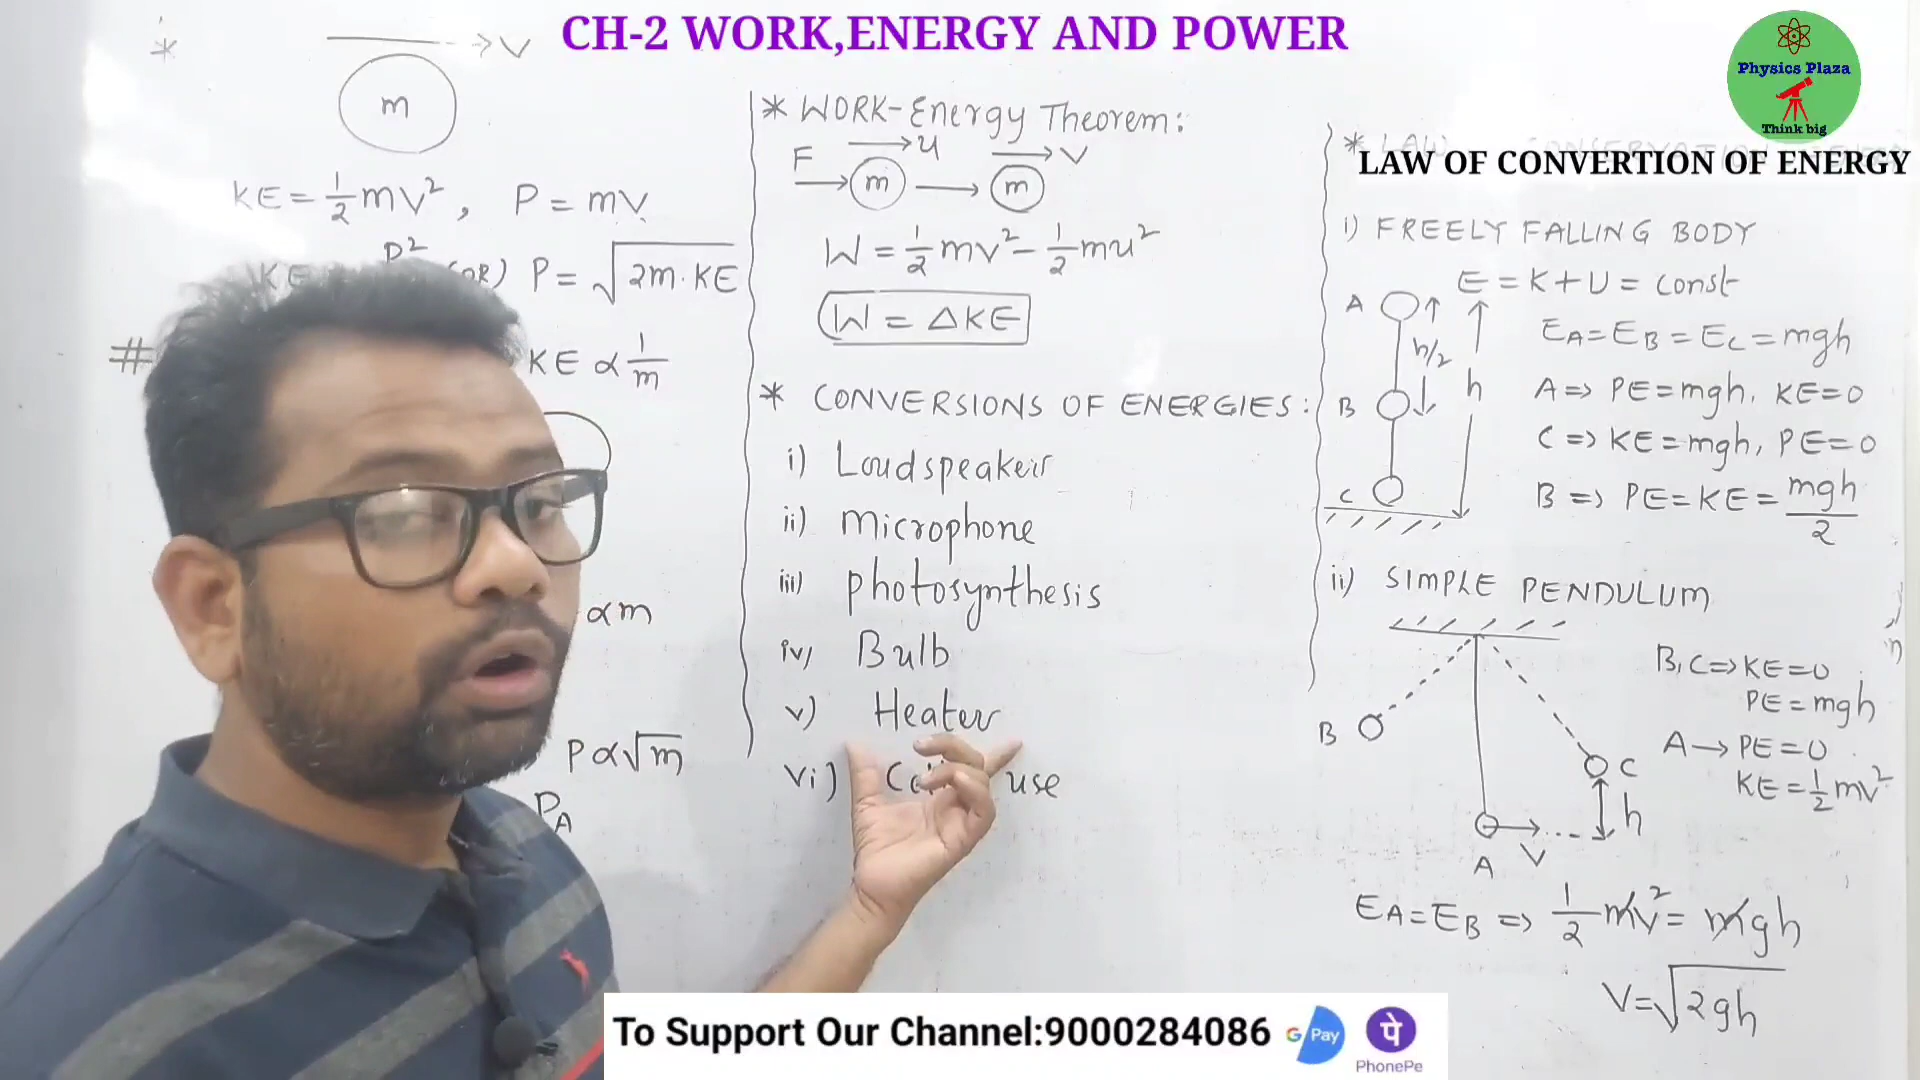 CH-2 WORK,ENERGY AND POWER
Physics Plaza
Think big
* → V
m
KE = 1/2 mv², P = mv
KE P² (OR) P = √2m·KE
# KE ∝ 1/m
∝ m
P ∝ √m
PA
* WORK-Energy Theorem:
F u V
m m
W = 1/2 mv² - 1/2 mu²
W = ΔKE
* CONVERSIONS OF ENERGIES:
i) Loudspeaker
ii) Microphone
iii) photosynthesis
iv) Bulb
v) Heater
vi) use
* LAW
LAW OF CONVERTION OF ENERGY
i) FREELY FALLING BODY
E = K+U = const
A h/2 h B C
EA = EB = EC = mgh
A => PE = mgh, KE = 0
C => KE = mgh, PE = 0
B => PE = KE = mgh/2
ii) SIMPLE PENDULUM
B, C => KE = 0
PE = mgh
A → PE = 0
KE = 1/2 mv²
B C h
A V
EA = EB => 1/2 mv² = mgh
V = √2gh
To Support Our Channel:9000284086
G Pay
पे
PhonePe